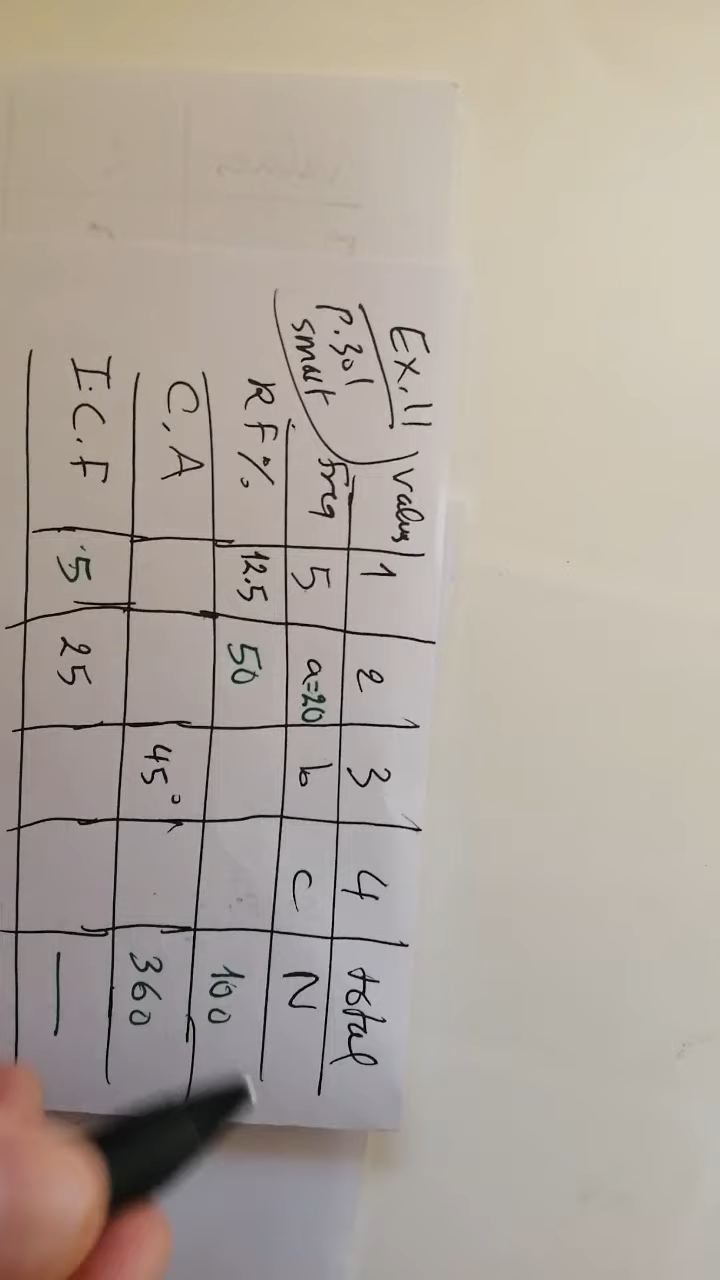 Ex.11
P.301
smart
value 1 2 3 4 total
freq 5 a=20 b c N
RF% 12.5 50 100
C.A 45° 360
I.C.F 5 25 —